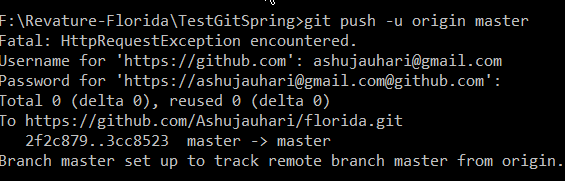 F:\Revature-Florida\TestGitSpring>git push -u origin master
Fatal: HttpRequestException encountered.
Username for 'https://github.com': ashujauhari@gmail.com
Password for 'https://ashujauhari@gmail.com@github.com':
Total 0 (delta 0), reused 0 (delta 0)
To https://github.com/Ashujauhari/florida.git
   2f2c879..3cc8523  master -> master
Branch master set up to track remote branch master from origin.